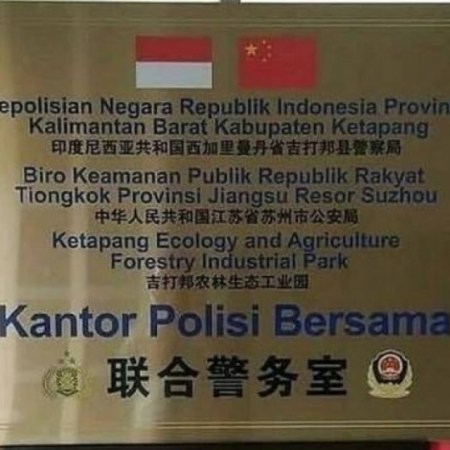 epolisian Negara Republik Indonesia Provin
Kalimantan Barat Kabupaten Ketapang
印度尼西亚共和国西加里曼丹省吉打邦县警察局
Biro Keamanan Publik Republik Rakyat
Tiongkok Provinsi Jiangsu Resor Suzhou
中华人民共和国江苏省苏州市公安局
Ketapang Ecology and Agriculture
Forestry Industrial Park
吉打邦农林生态工业园
Kantor Polisi Bersama
联合警务室